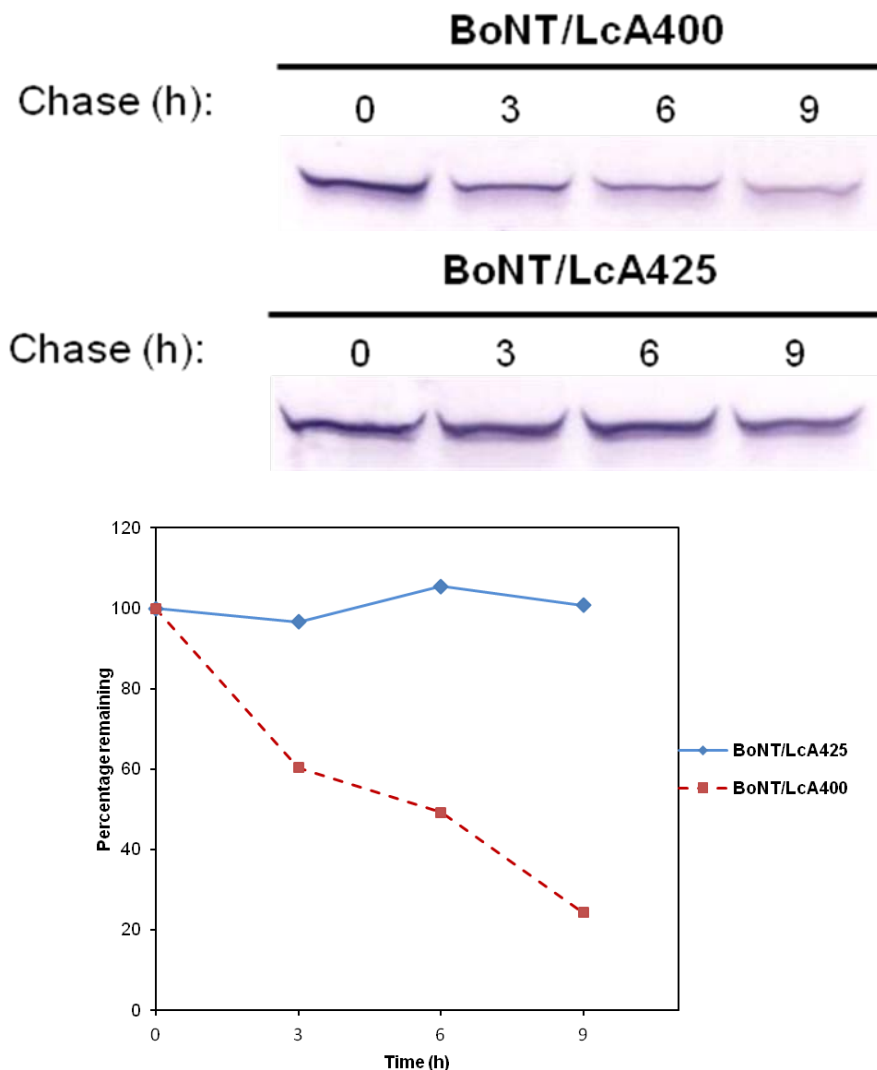 BoNT/LcA400
Chase (h): 0 3 6 9
BoNT/LcA425
Chase (h): 0 3 6 9
120
100
80
60
40
20
0
Percentage remaining
0 3 6 9
Time (h)
BoNT/LcA425
BoNT/LcA400